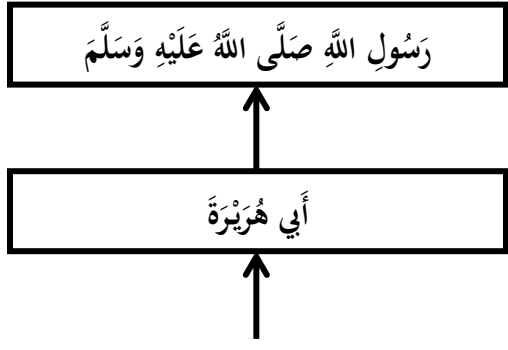 رَسُولِ اللَّهِ صَلَّى اللَّهُ عَلَيْهِ وَسَلَّمَ
أَبِي هُرَيْرَةَ